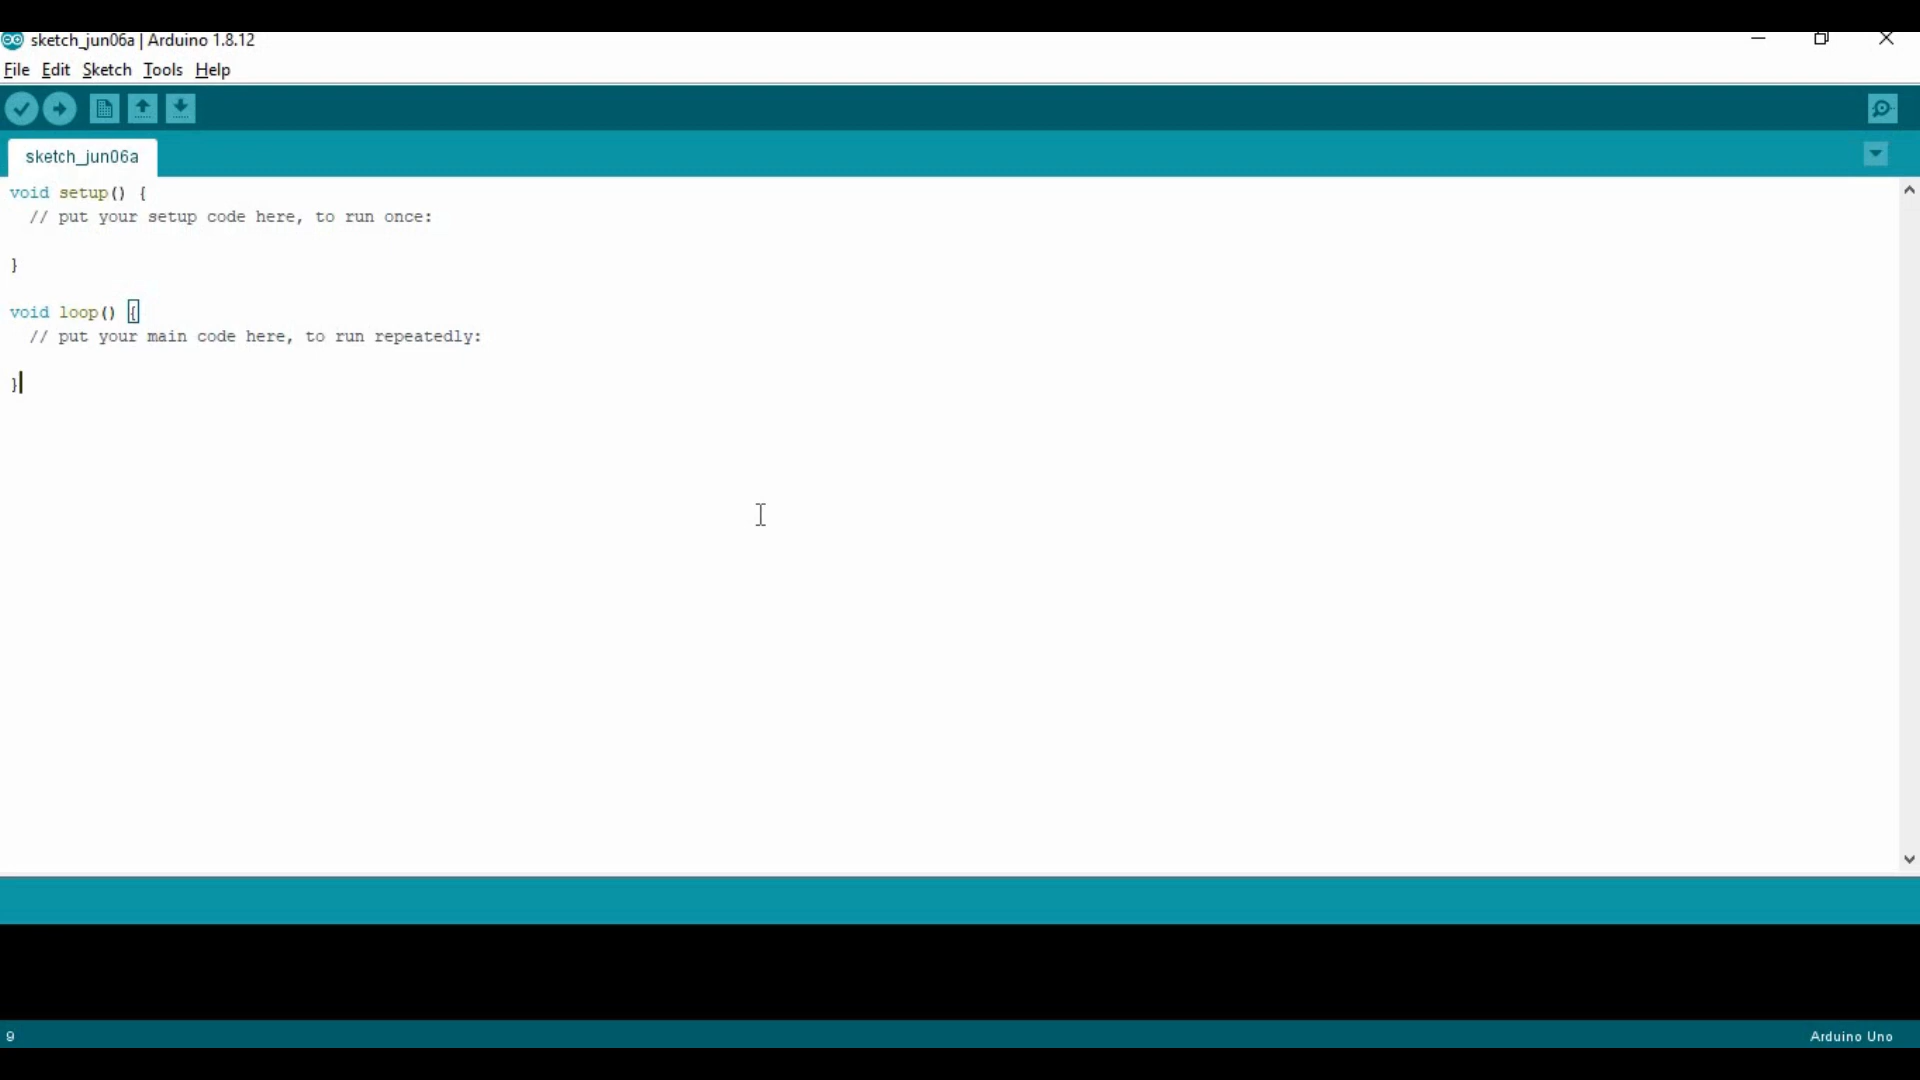 sketch_jun06a | Arduino 1.8.12
File Edit Sketch Tools Help
sketch_jun06a
void setup() {
  // put your setup code here, to run once:
}
void loop() {
  // put your main code here, to run repeatedly:
}
9
Arduino Uno